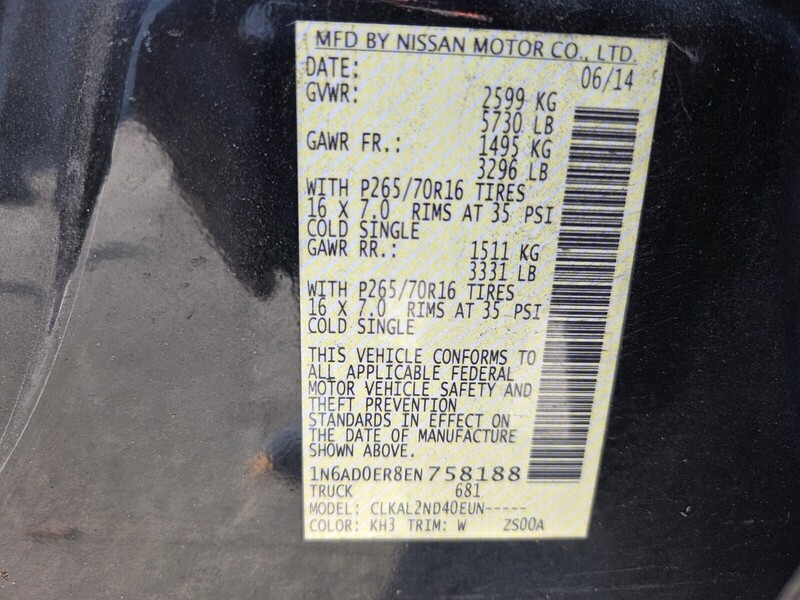 MFD BY NISSAN MOTOR CO., LTD.
DATE: 06/14
GVWR: 2599 KG
5730 LB
GAWR FR.: 1495 KG
3296 LB
WITH P265/70R16 TIRES
16 X 7.0 RIMS AT 35 PSI
COLD SINGLE
GAWR RR.: 1511 KG
3331 LB
WITH P265/70R16 TIRES
16 X 7.0 RIMS AT 35 PSI
COLD SINGLE
THIS VEHICLE CONFORMS TO
ALL APPLICABLE FEDERAL
MOTOR VEHICLE SAFETY AND
THEFT PREVENTION
STANDARDS IN EFFECT ON
THE DATE OF MANUFACTURE
SHOWN ABOVE.
1N6AD0ER8EN758188
TRUCK 681
MODEL: CLKAL2ND40EUN-----
COLOR: KH3 TRIM: W ZS00A